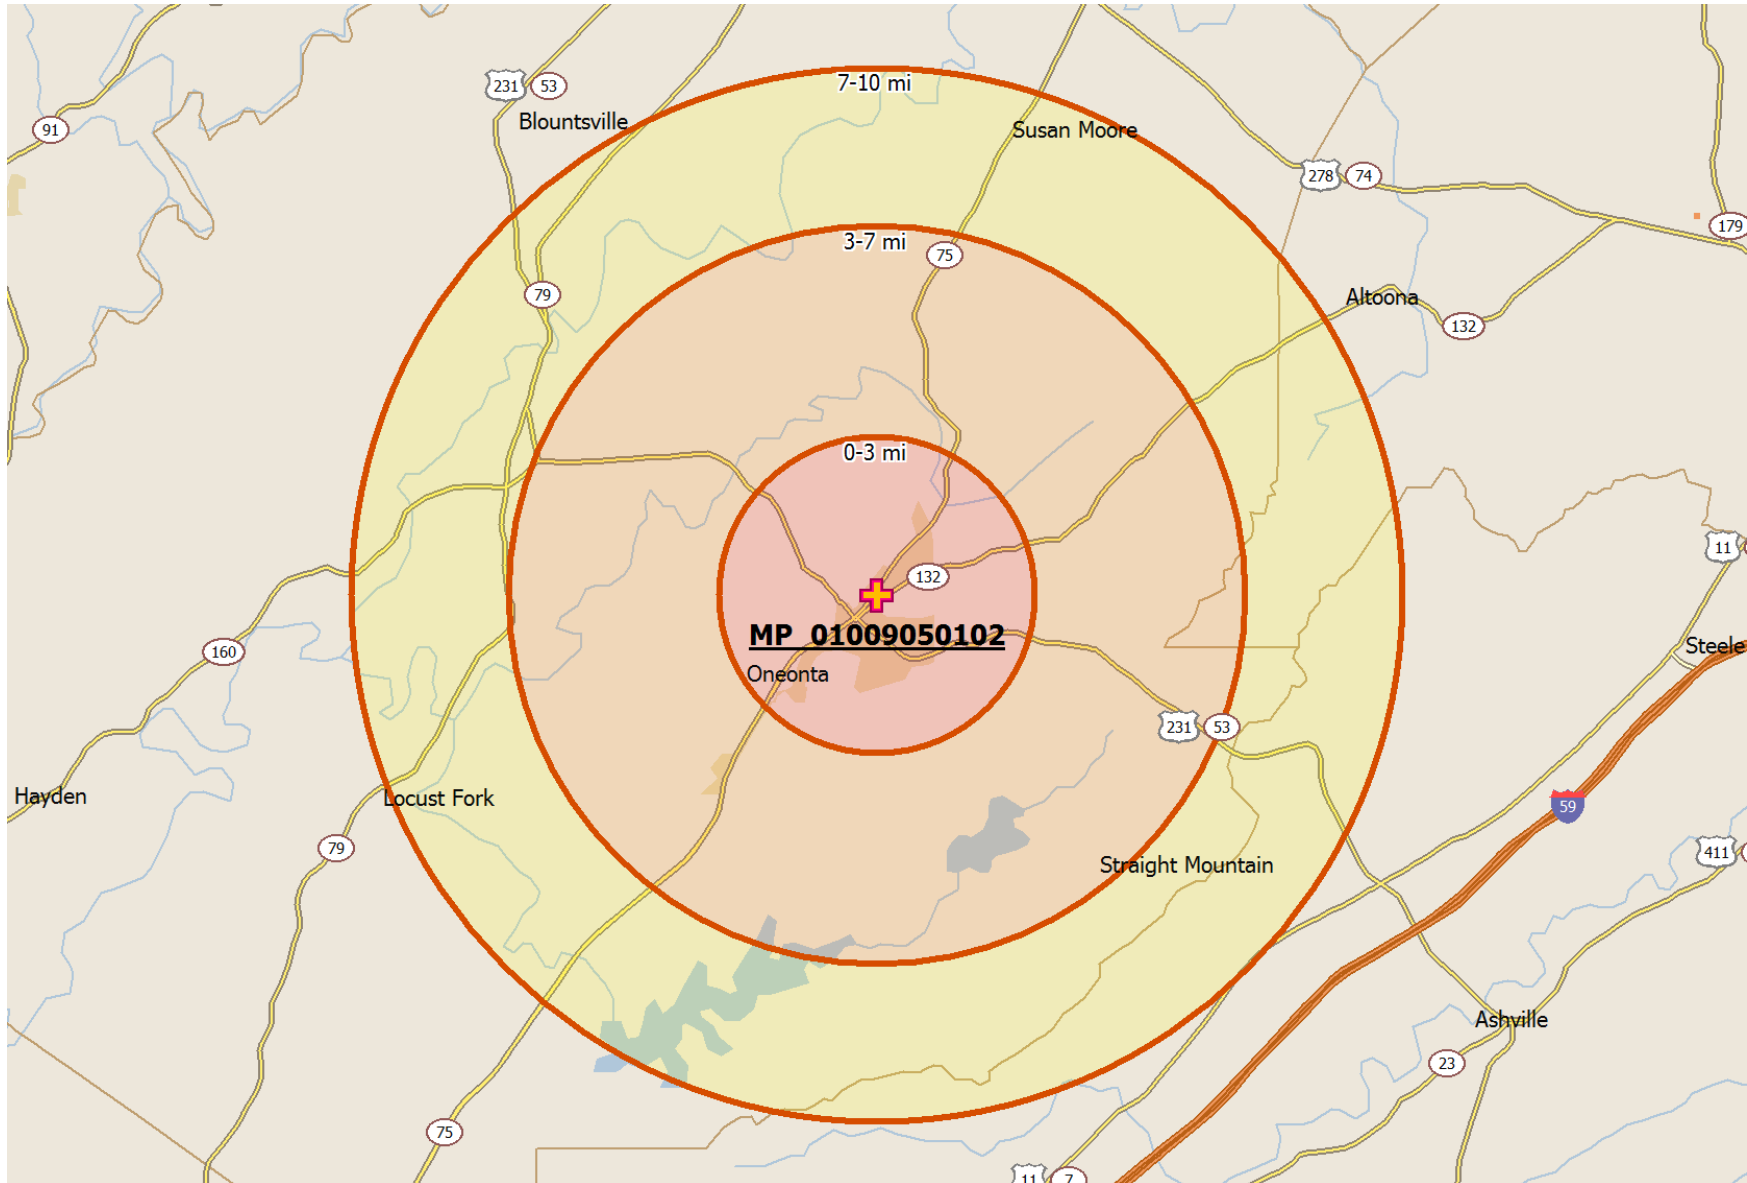 7-10 mi
231
53
Blountsville
Susan Moore
91
278
74
179
3-7 mi
75
79
Altoona
132
0-3 mi
11
132
MP_01009050102
Oneonta
160
Steele
231
53
Hayden
Locust Fork
59
79
411
Straight Mountain
Ashville
23
75
11
7